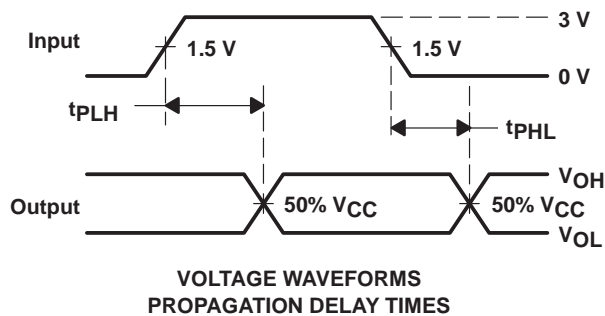 3 V
Input
1.5 V
1.5 V
0 V
tPLH
tPHL
VOH
Output
50% VCC
50% VCC
VOL
VOLTAGE WAVEFORMS
PROPAGATION DELAY TIMES